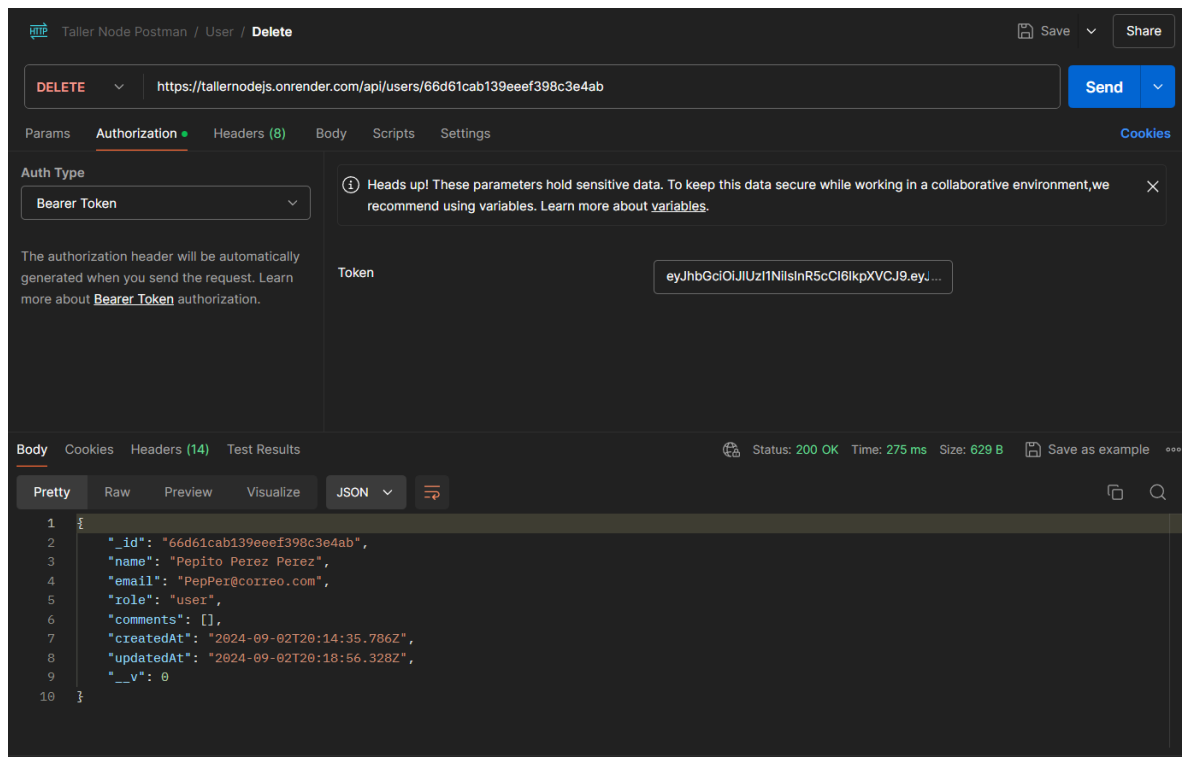 HTTP Taller Node Postman / User / Delete Save Share
DELETE https://tallernodejs.onrender.com/api/users/66d61cab139eeef398c3e4ab Send
Params Authorization Headers (8) Body Scripts Settings Cookies
Auth Type
Bearer Token
The authorization header will be automatically
generated when you send the request. Learn
more about Bearer Token authorization.
Heads up! These parameters hold sensitive data. To keep this data secure while working in a collaborative environment,we
recommend using variables. Learn more about variables.
Token eyJhbGciOiJIUzI1NiIsInR5cCI6IkpXVCJ9.eyJ...
Body Cookies Headers (14) Test Results Status: 200 OK Time: 275 ms Size: 629 B Save as example
Pretty Raw Preview Visualize JSON
1 {
2 "_id": "66d61cab139eeef398c3e4ab",
3 "name": "Pepito Perez Perez",
4 "email": "PepPer@correo.com",
5 "role": "user",
6 "comments": [],
7 "createdAt": "2024-09-02T20:14:35.786Z",
8 "updatedAt": "2024-09-02T20:18:56.328Z",
9 "__v": 0
10 }